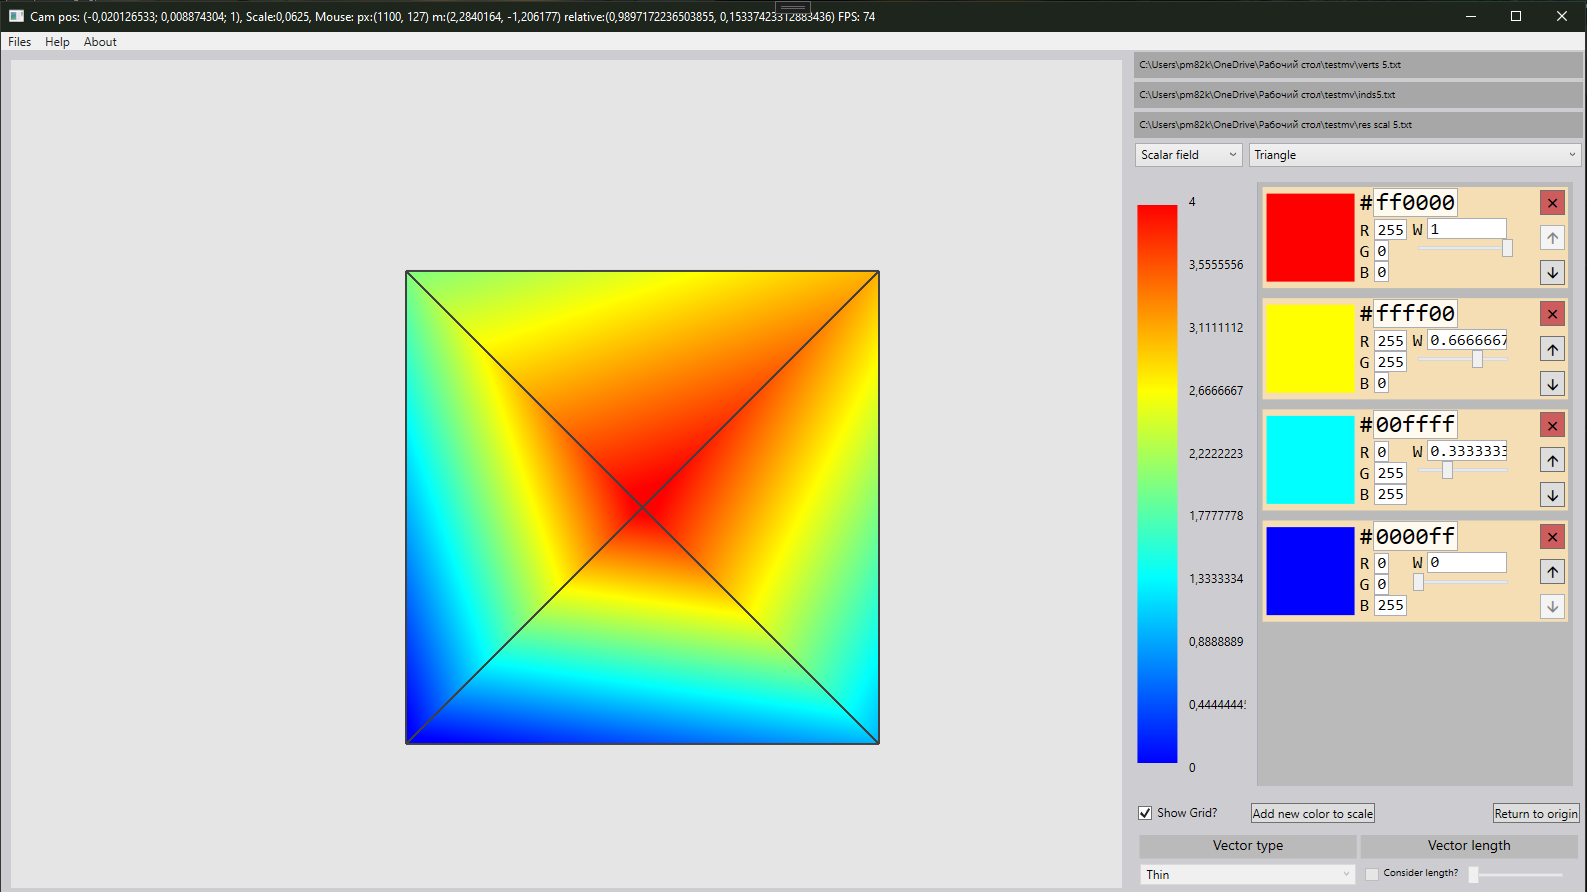 Cam pos: (-0,020126533; 0,008874304; 1), Scale:0,0625, Mouse: px:(1100, 127) m:(2,2840164, -1,206177) relative:(0,9897172236503855, 0,15337423312883436) FPS: 74
Files Help About
C:\Users\pm82k\OneDrive\Рабочий стол\testmv\verts 5.txt
C:\Users\pm82k\OneDrive\Рабочий стол\testmv\inds5.txt
C:\Users\pm82k\OneDrive\Рабочий стол\testmv\res scal 5.txt
Scalar field Triangle
4
3,5555556
3,1111112
2,6666667
2,2222223
1,7777778
1,3333334
0,8888889
0,4444444
0
#ff0000
R 255 W 1
G 0
B 0
#ffff00
R 255 W 0.6666667
G 255
B 0
#00ffff
R 0 W 0.3333333
G 255
B 255
#0000ff
R 0 W 0
G 0
B 255
Show Grid? Add new color to scale Return to origin
Vector type Vector length
Thin Consider length?